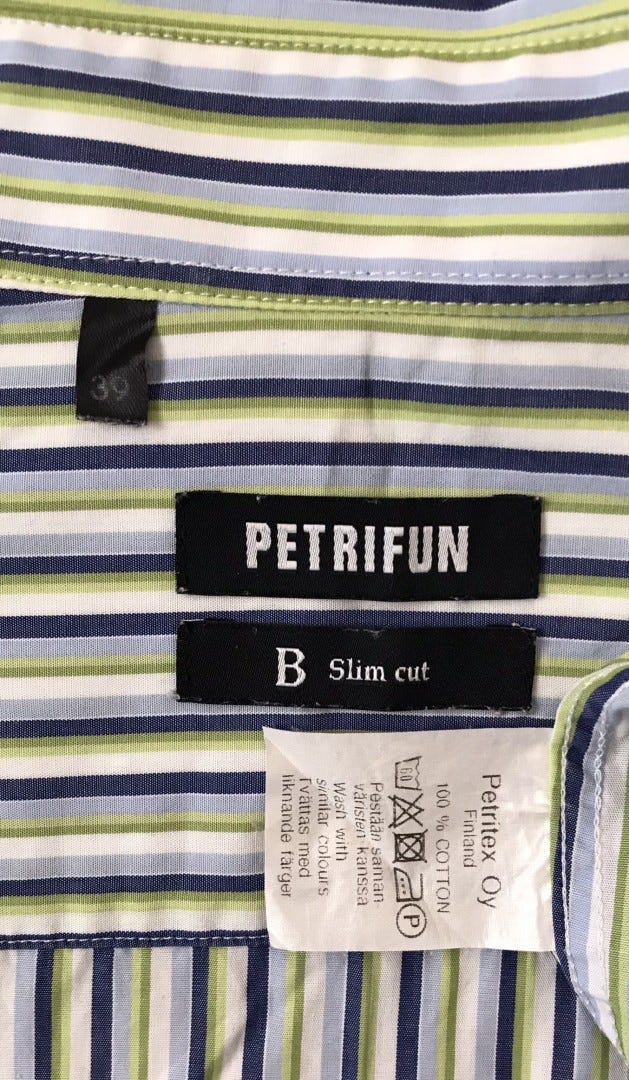 39
PETRIFUN
B Slim cut
Petritex Oy
Finland
100 % COTTON
60
P
Pestään saman-
väristen kanssa
Wash with
similar colours
Tvättas med
liknande färger